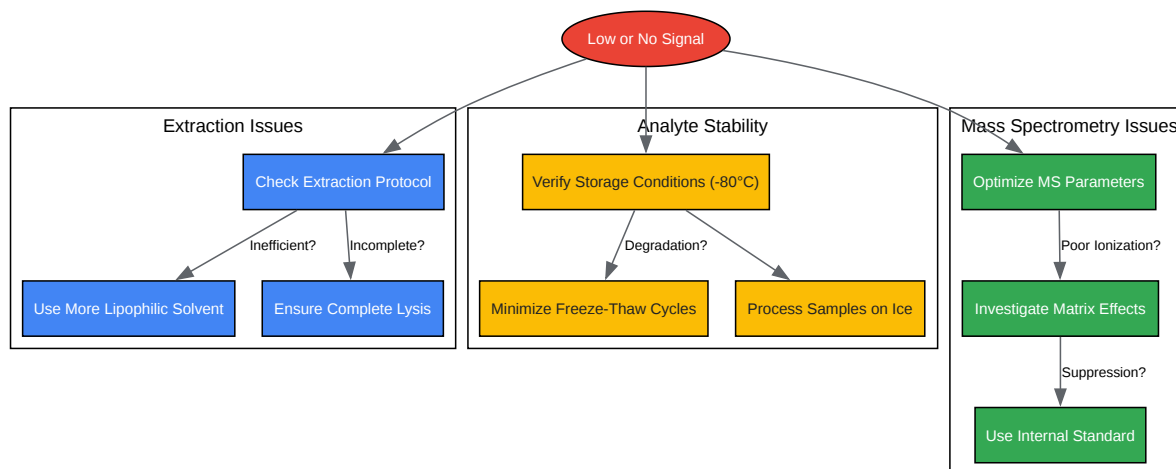 Low or No Signal
Extraction Issues
Analyte Stability
Mass Spectrometry Issues
Check Extraction Protocol
Verify Storage Conditions (-80°C)
Optimize MS Parameters
Inefficient?
Incomplete?
Degradation?
Poor Ionization?
Use More Lipophilic Solvent
Ensure Complete Lysis
Minimize Freeze-Thaw Cycles
Process Samples on Ice
Investigate Matrix Effects
Suppression?
Use Internal Standard